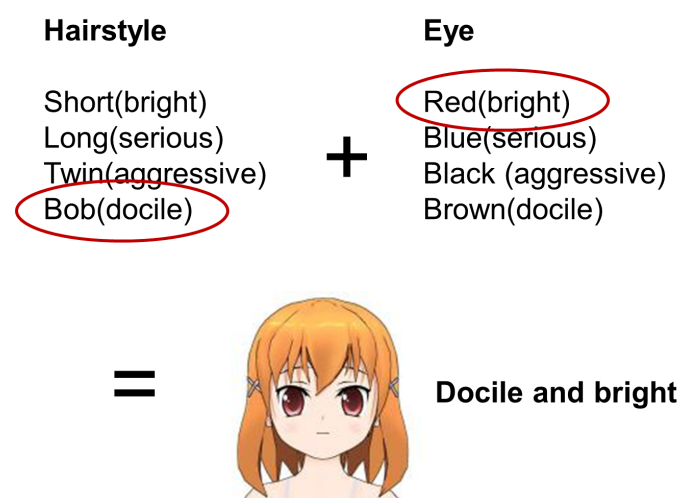 Hairstyle
Short(bright)
Long(serious)
Twin(aggressive)
Bob(docile)
+
Eye
Red(bright)
Blue(serious)
Black (aggressive)
Brown(docile)
=
Docile and bright